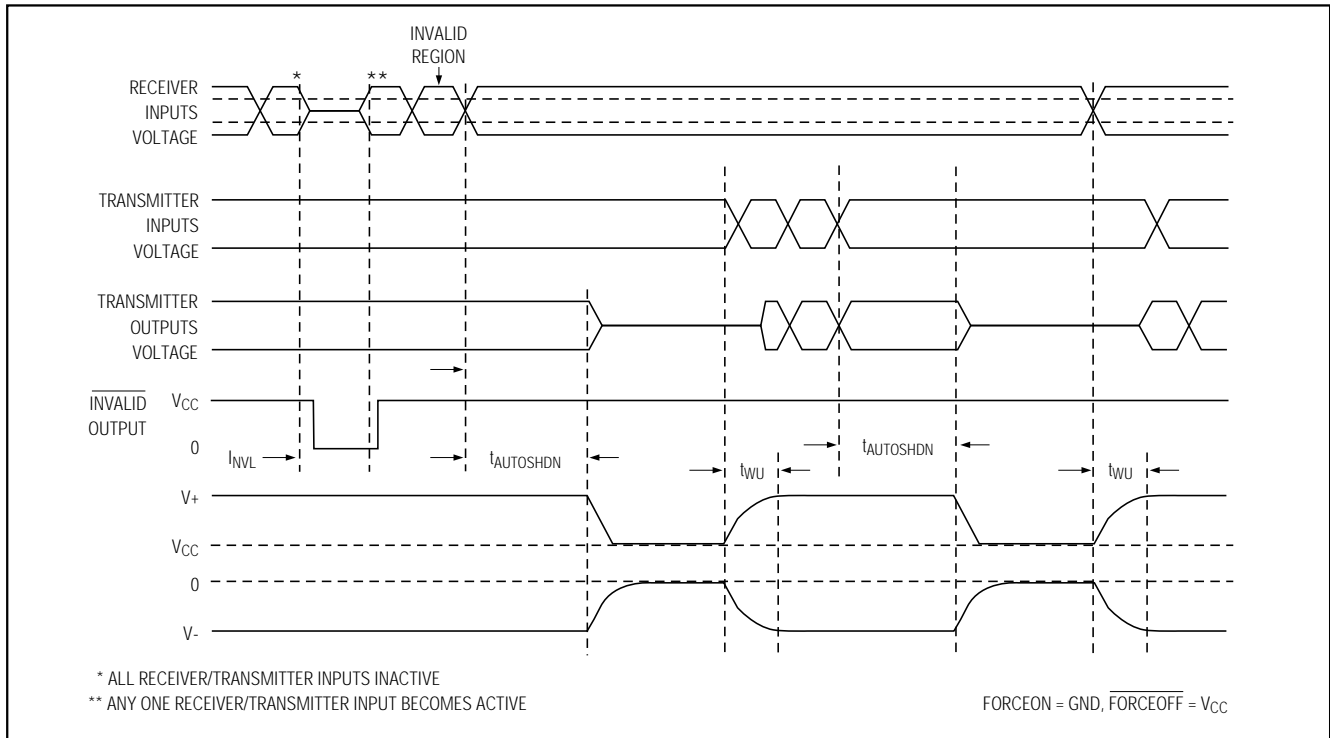 INVALID
REGION
* **
RECEIVER
INPUTS
VOLTAGE
TRANSMITTER
INPUTS
VOLTAGE
TRANSMITTER
OUTPUTS
VOLTAGE
INVALID
OUTPUT
VCC
0
INVL
tAUTOSHDN
tWU
tAUTOSHDN
tWU
V+
VCC
0
V-
* ALL RECEIVER/TRANSMITTER INPUTS INACTIVE
** ANY ONE RECEIVER/TRANSMITTER INPUT BECOMES ACTIVE
FORCEON = GND, FORCEOFF = VCC